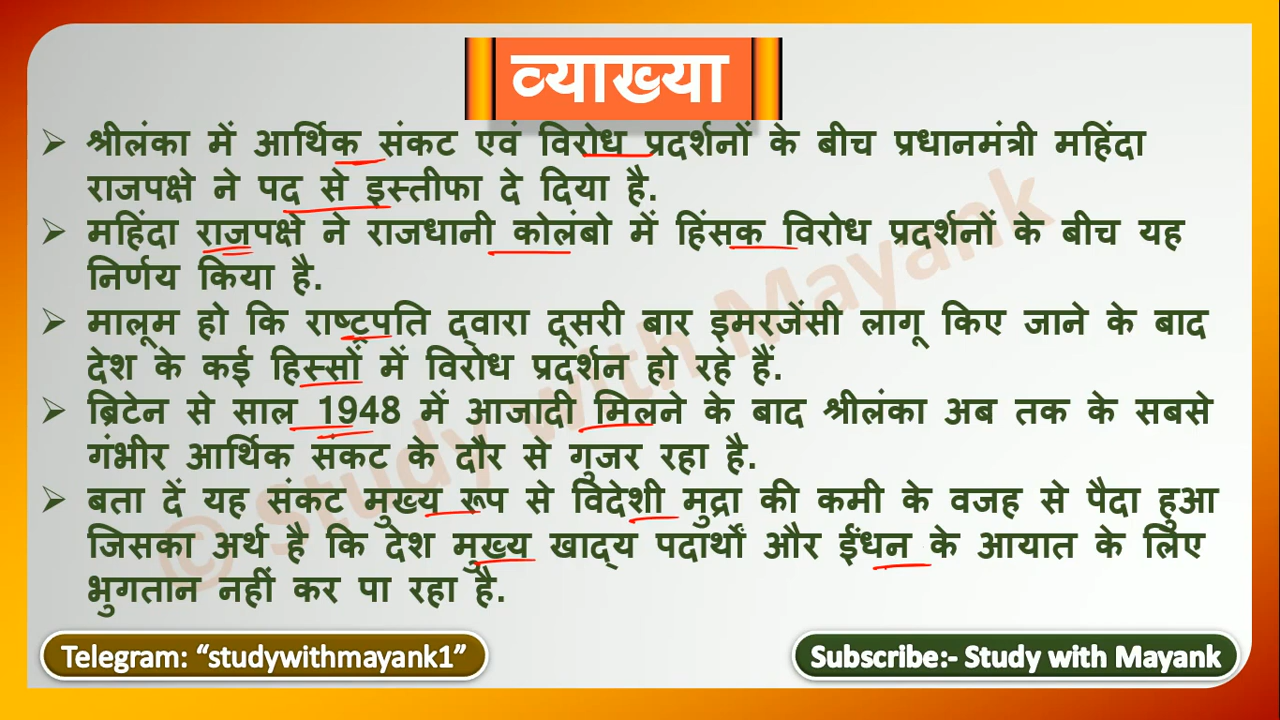 व्याख्या
➢ श्रीलंका में आर्थिक संकट एवं विरोध प्रदर्शनों के बीच प्रधानमंत्री महिंदा
राजपक्षे ने पद से इस्तीफा दे दिया है.
➢ महिंदा राजपक्षे ने राजधानी कोलंबो में हिंसक विरोध प्रदर्शनों के बीच यह
निर्णय किया है.
➢ मालूम हो कि राष्ट्रपति द्वारा दूसरी बार इमरजेंसी लागू किए जाने के बाद
देश के कई हिस्सों में विरोध प्रदर्शन हो रहे हैं.
➢ ब्रिटेन से साल 1948 में आजादी मिलने के बाद श्रीलंका अब तक के सबसे
गंभीर आर्थिक संकट के दौर से गुजर रहा है.
➢ बता दें यह संकट मुख्य रूप से विदेशी मुद्रा की कमी के वजह से पैदा हुआ
जिसका अर्थ है कि देश मुख्य खाद्य पदार्थों और ईंधन के आयात के लिए
भुगतान नहीं कर पा रहा है.
© Study with Mayank
Telegram: “studywithmayank1”
Subscribe:- Study with Mayank